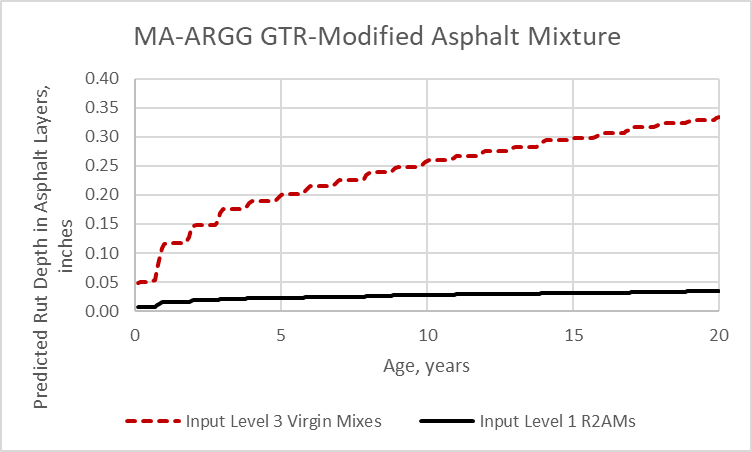 MA-ARGG GTR-Modified Asphalt Mixture
Predicted Rut Depth in Asphalt Layers,
inches
0.40
0.35
0.30
0.25
0.20
0.15
0.10
0.05
0.00
0 5 10 15 20
Age, years
Input Level 3 Virgin Mixes Input Level 1 R2AMs